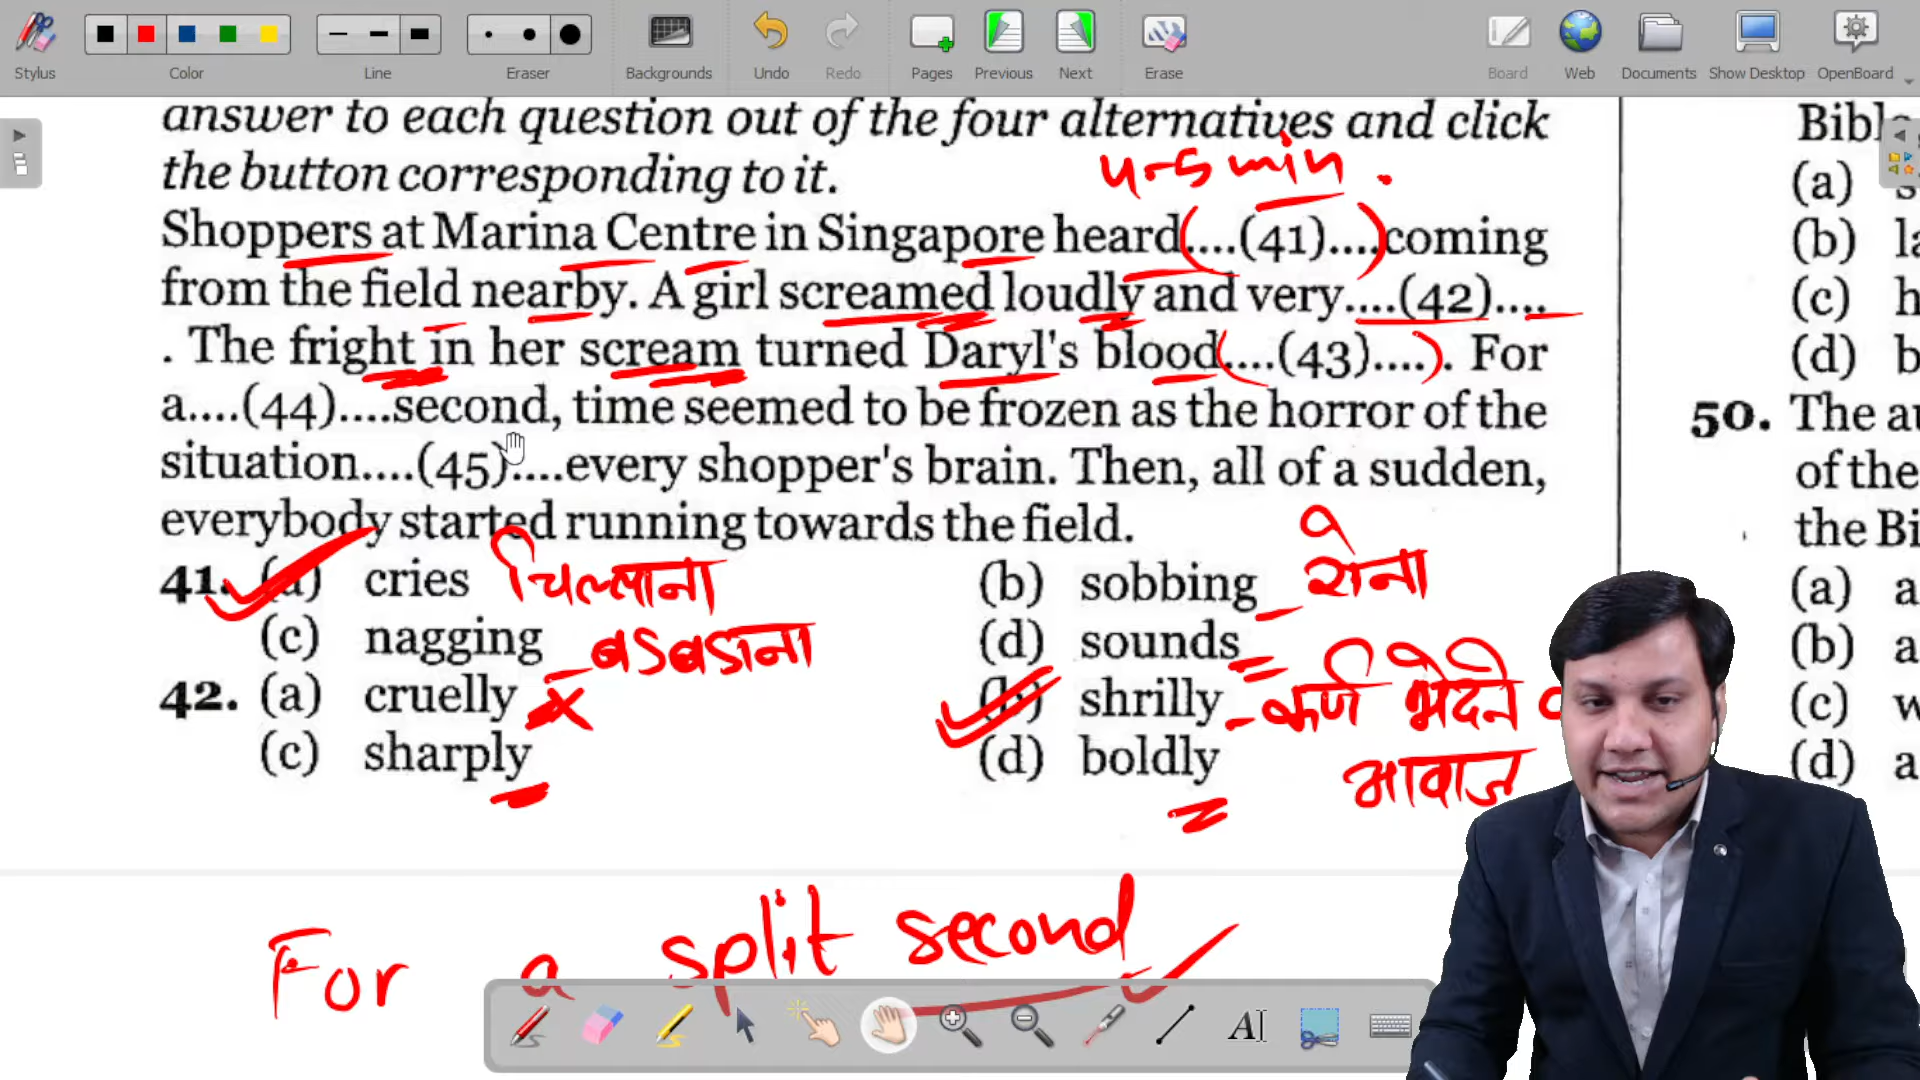 Stylus
Color
Line
Eraser
Backgrounds
Undo
Redo
Pages
Previous
Next
Erase
Board
Web
Documents
Show Desktop
OpenBoard
answer to each question out of the four alternatives and click
the button corresponding to it.
4-5 min.
Shoppers at Marina Centre in Singapore heard....(41)....coming
from the field nearby. A girl screamed loudly and very....(42)....
. The fright in her scream turned Daryl's blood....(43).... . For
a....(44)....second, time seemed to be frozen as the horror of the
situation....(45)....every shopper's brain. Then, all of a sudden,
everybody started running towards the field.
41. (a) cries चिल्लाना (b) sobbing रोना
(c) nagging बडबडाना (d) sounds
42. (a) cruelly (b) shrilly कर्ण भेदने
(c) sharply (d) boldly आवाज
For a split second
(a)
(b)
(c)
(d)
50. The
of the
the
(a)
(b)
(c)
(d)